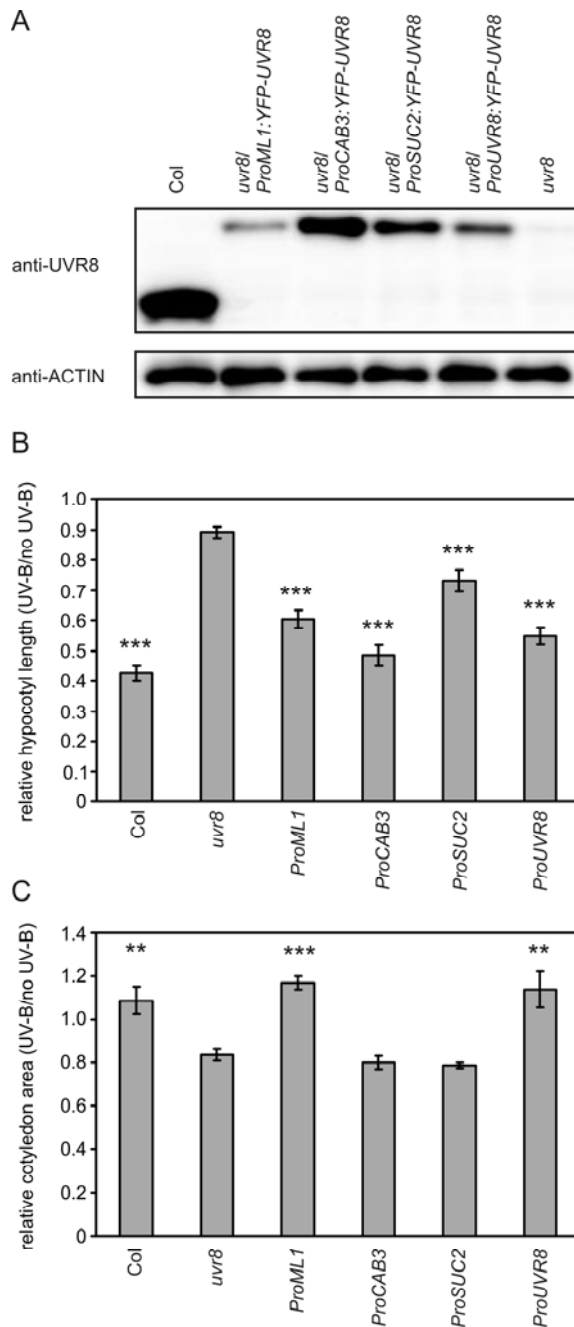 A
Col
uvr8/
ProML1:YFP-UVR8
uvr8/
ProCAB3:YFP-UVR8
uvr8/
ProSUC2:YFP-UVR8
uvr8/
ProUVR8:YFP-UVR8
uvr8
anti-UVR8
anti-ACTIN
B
relative hypocotyl length (UV-B/no UV-B)
1.0
0.9
0.8
0.7
0.6
0.5
0.4
0.3
0.2
0.1
0
***
***
***
***
***
Col
uvr8
ProML1
ProCAB3
ProSUC2
ProUVR8
C
relative cotyledon area (UV-B/no UV-B)
1.4
1.2
1.0
0.8
0.6
0.4
0.2
0
**
***
**
Col
uvr8
ProML1
ProCAB3
ProSUC2
ProUVR8